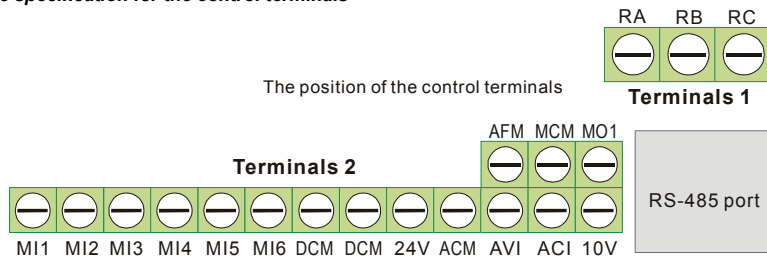 specification for the control terminals
RA RB RC
The position of the control terminals
Terminals 1
AFM MCM MO1
Terminals 2
RS-485 port
MI1 MI2 MI3 MI4 MI5 MI6 DCM DCM 24V ACM AVI ACI 10V